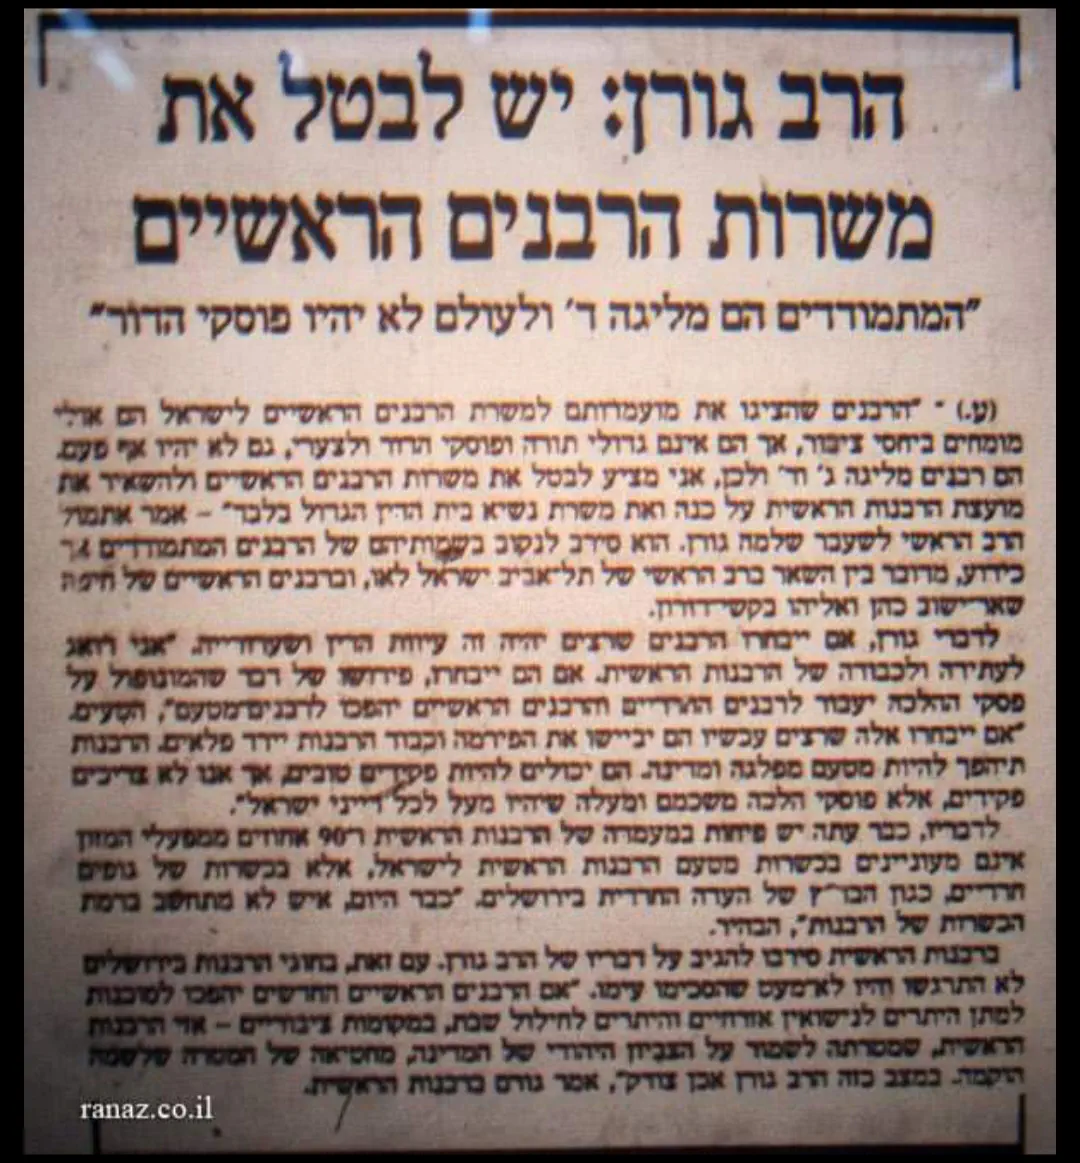 הרב גורן: יש לבטל את
משרות הרבנים הראשיים
"המתמודדים הם מליגה ד' ולעולם לא יהיו פוסקי הדור"
(ע.) - "הרבנים שהציגו את מועמדותם למשרת הרבנים הראשיים לישראל הם אולי
מומחים ביחסי ציבור, אך הם אינם גדולי תורה ופוסקי הדור ולצערי, גם לא יהיו אף פעם.
הם רבנים מליגה ג' וד' ולכן, אני מציע לבטל את משרות הרבנים הראשיים ולהשאיר את
מועצת הרבנות הראשית על כנה ואת משרת נשיא בית הדין הגדול בלבד" - אמר אתמול
הרב הראשי לשעבר שלמה גורן. הוא סירב לנקוב בשמותיהם של הרבנים המתמודדים אך
כידוע, מדובר בין השאר ברב הראשי של תל-אביב ישראל לאו, וברבנים הראשיים של חיפה
שאר-ישוב כהן ואליהו בקשי-דורון.
לדברי גורן, אם ייבחרו הרבנים שרצים יהיה זה עיוות הדין ושערורייה. "אני דואג
לעתידה ולכבודה של הרבנות הראשית. אם הם ייבחרו, פירושו של דבר שהמונופול על
פסקי ההלכה יעבור לרבנים החרדיים והרבנים הראשיים יהפכו לרבנים-מטעם", הטעים.
"אם ייבחרו אלה שרצים עכשיו הם יביישו את הפירמה וכבוד הרבנות יירד פלאים. הרבנות
תיהפך להיות מטעם מפלגה ומדינה. הם יכולים להיות פקידים טובים, אך אנו לא צריכים
פקידים, אלא פוסקי הלכה משכמם ומעלה שיהיו מעל לכל דייני ישראל".
לדבריו, כבר עתה יש פיחות במעמדה של הרבנות הראשית ו-90 אחוזים ממפעלי המזון
אינם מעוניינים בכשרות מטעם הרבנות הראשית לישראל, אלא בכשרות של גופים
חרדיים, כגון הבד"ץ של העדה החרדית בירושלים. "כבר היום, איש לא מתחשב ברמת
הכשרות של הרבנות", הבהיר.
ברבנות הראשית סירבו להגיב על דבריו של הרב גורן. עם זאת, בחוגי הרבנות בירושלים
לא התרגשו והיו לא-מעט שהסכימו עימו. "אם הרבנים הראשיים החדשים יהפכו לסוכנות
למתן היתרים לנישואין אזרחיים והיתרים לחילול שבת, במקומות ציבוריים - אזי הרבנות
הראשית, שמטרתה לשמור על הצביון היהודי של המדינה, מחטיאה של המטרה שלשמה
הוקמה. במצב כזה הרב גורן אכן צודק", אמר גורם ברבנות הראשית.
ranaz.co.il